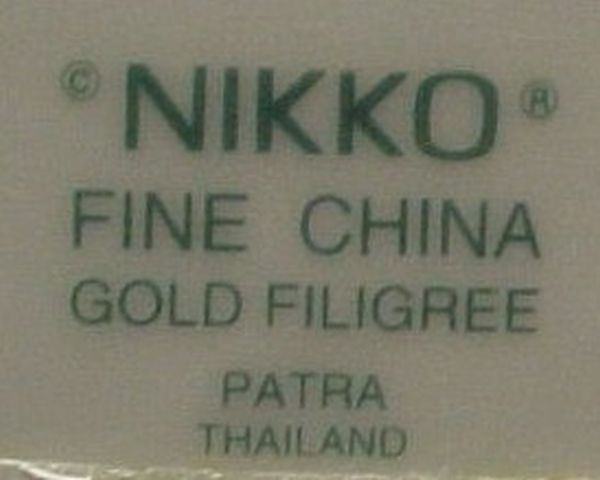 © NIKKO ®
FINE CHINA
GOLD FILIGREE
PATRA
THAILAND